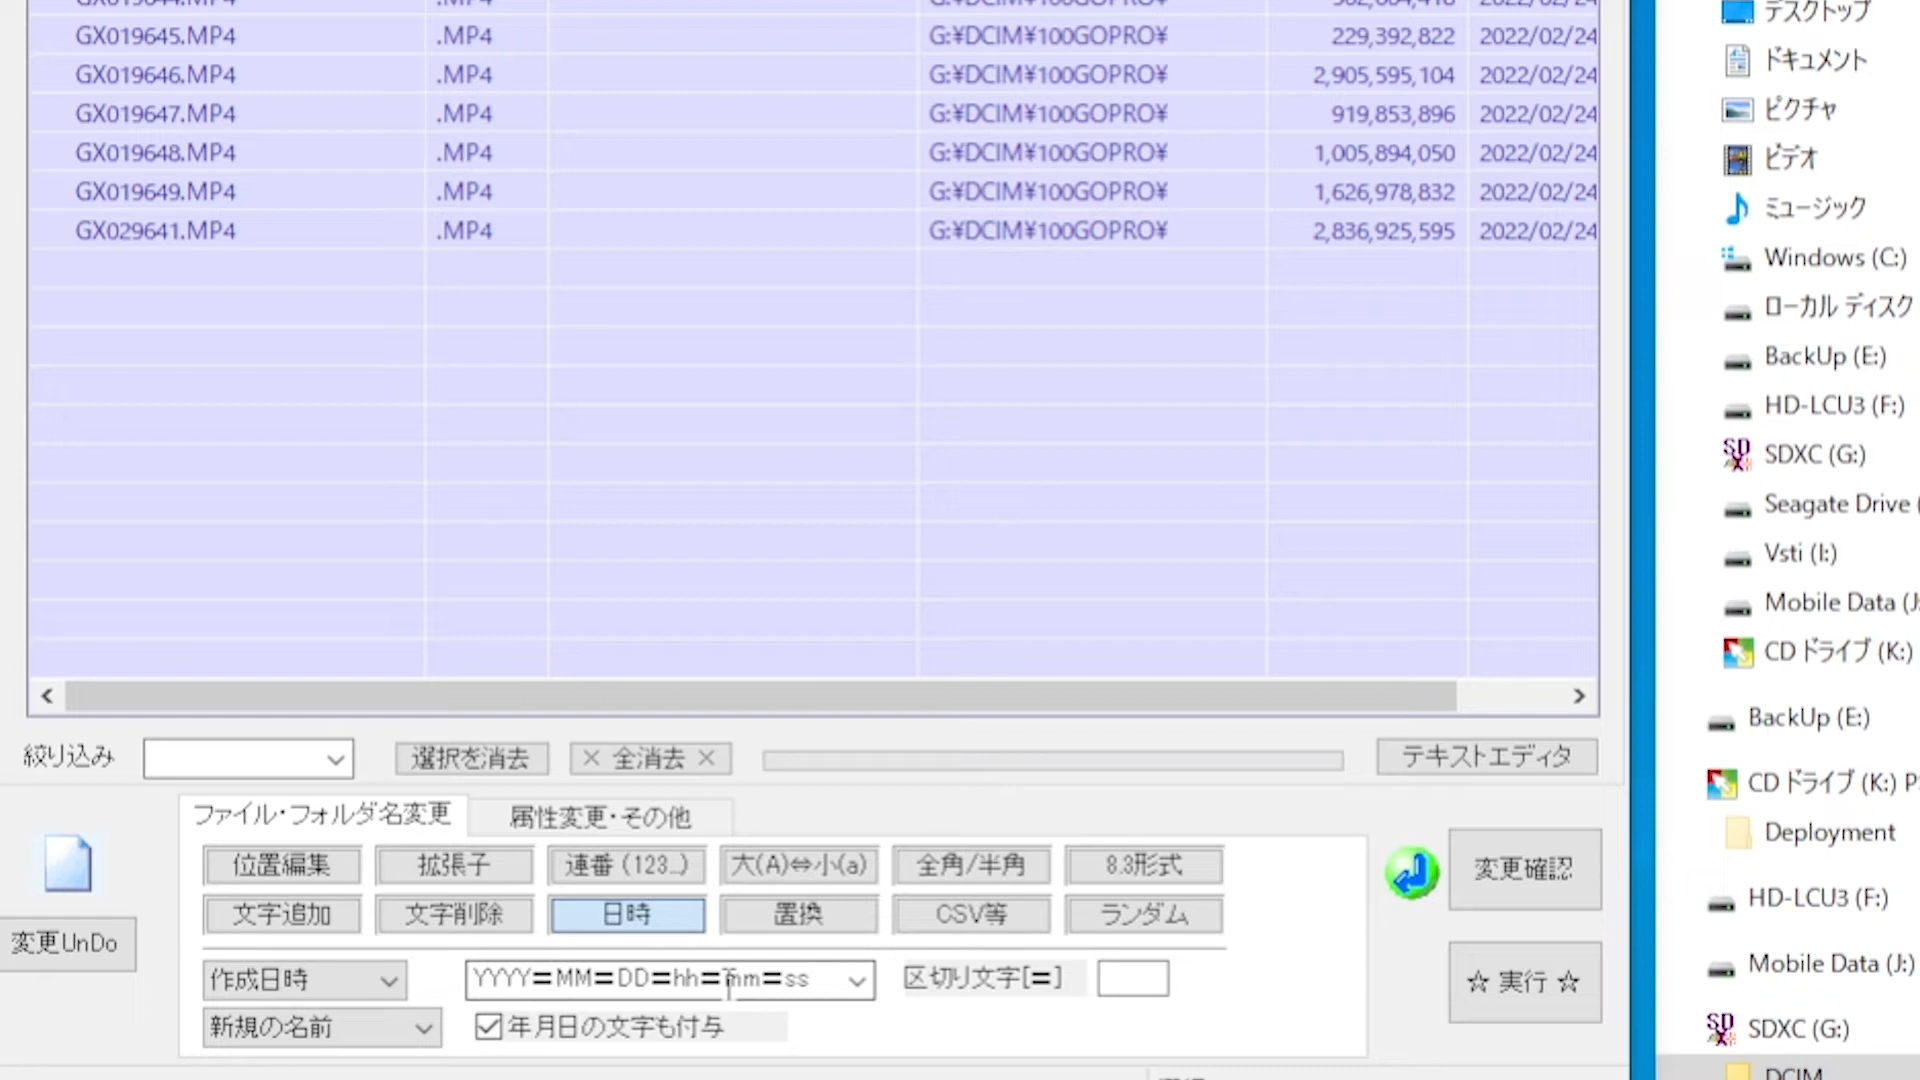 GX019645.MP4 .MP4 G:¥DCIM¥100GOPRO¥ 229,392,822 2022/02/24
GX019646.MP4 .MP4 G:¥DCIM¥100GOPRO¥ 2,905,595,104 2022/02/24
GX019647.MP4 .MP4 G:¥DCIM¥100GOPRO¥ 919,853,896 2022/02/24
GX019648.MP4 .MP4 G:¥DCIM¥100GOPRO¥ 1,005,894,050 2022/02/24
GX019649.MP4 .MP4 G:¥DCIM¥100GOPRO¥ 1,626,978,832 2022/02/24
GX029641.MP4 .MP4 G:¥DCIM¥100GOPRO¥ 2,836,925,595 2022/02/24
絞り込み 選択を消去 × 全消去 × テキストエディタ
ファイル・フォルダ名変更 属性変更・その他
位置編集 拡張子 連番 (123...) 大(A)⇔小(a) 全角/半角 8.3形式 変更確認
文字追加 文字削除 日時 置換 CSV等 ランダム
変更UnDo
作成日時 YYYY=MM=DD=hh=mm=ss 区切り文字[=] ☆ 実行 ☆
新規の名前 年月日の文字も付与
デスクトップ
ドキュメント
ピクチャ
ビデオ
ミュージック
Windows (C:)
ローカル ディスク
BackUp (E:)
HD-LCU3 (F:)
SDXC (G:)
Seagate Drive (
Vsti (I:)
Mobile Data (J:
CD ドライブ (K:)
BackUp (E:)
CD ドライブ (K:)
Deployment
HD-LCU3 (F:)
Mobile Data (J:)
SDXC (G:)
DCIM